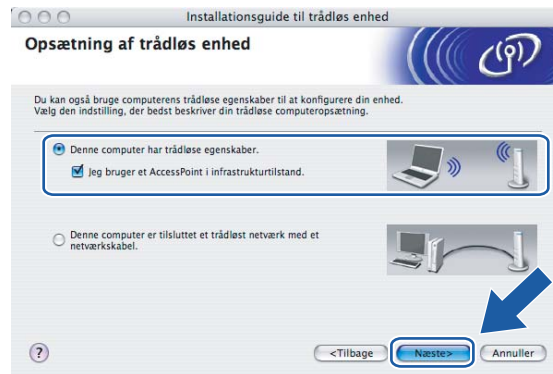 Installationsguide til trådløs enhed
Opsætning af trådløs enhed
Du kan også bruge computerens trådløse egenskaber til at konfigurere din enhed.
Vælg den indstilling, der bedst beskriver din trådløse computeropsætning.
Denne computer har trådløse egenskaber.
Jeg bruger et AccessPoint i infrastrukturtilstand.
Denne computer er tilsluttet et trådløst netværk med et
netværkskabel.
?
<Tilbage
Næste>
Annuller